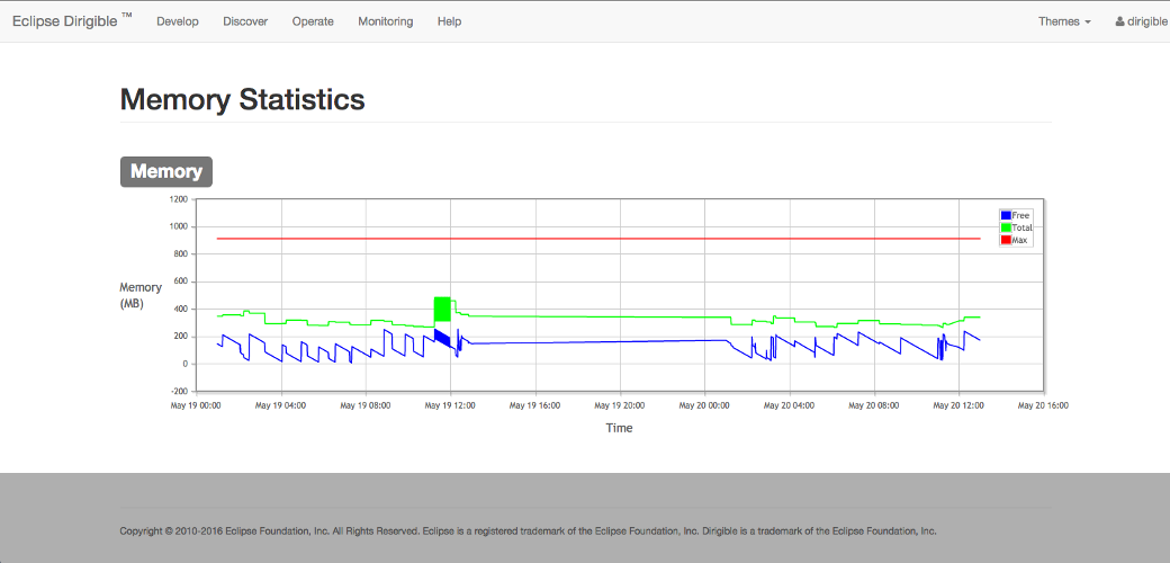 Eclipse Dirigible ™ Develop Discover Operate Monitoring Help Themes dirigible
Memory Statistics
Memory
1200
1000
800
600
400
200
0
-200
Memory
(MB)
Free
Total
Max
May 19 00:00 May 19 04:00 May 19 08:00 May 19 12:00 May 19 16:00 May 19 20:00 May 20 00:00 May 20 04:00 May 20 08:00 May 20 12:00 May 20 16:00
Time
Copyright © 2010-2016 Eclipse Foundation, Inc. All Rights Reserved. Eclipse is a registered trademark of the Eclipse Foundation, Inc. Dirigible is a trademark of the Eclipse Foundation, Inc.